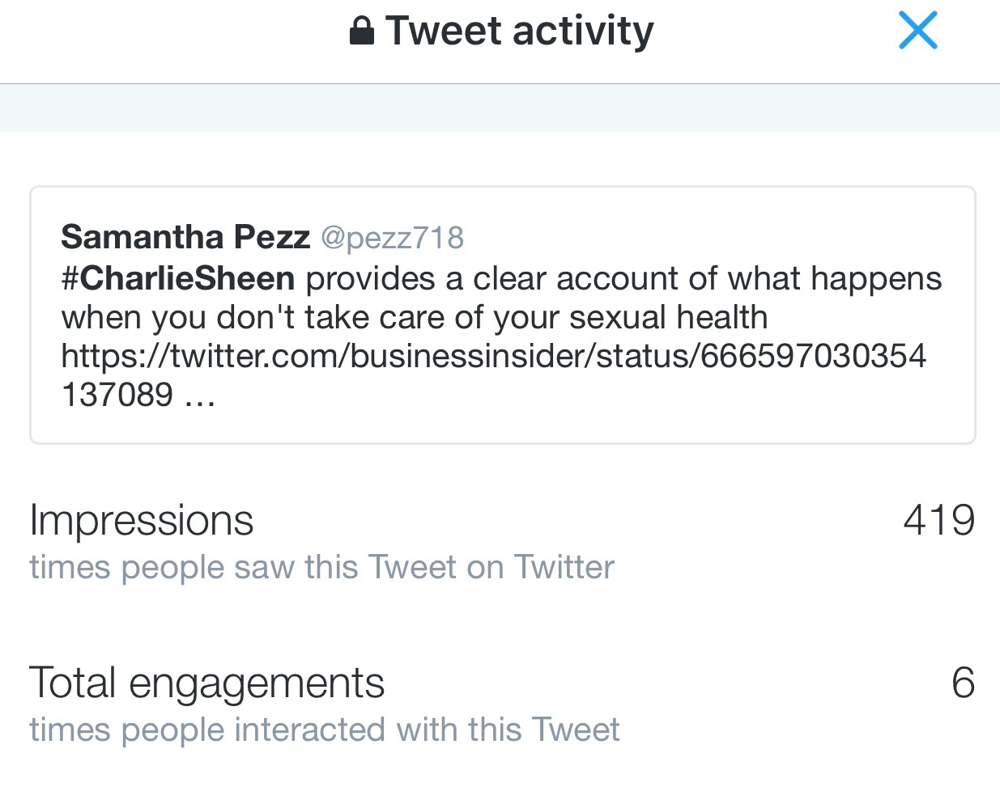 Tweet activity
Samantha Pezz @pezz718
#CharlieSheen provides a clear account of what happens
when you don't take care of your sexual health
https://twitter.com/businessinsider/status/666597030354
137089 …
Impressions 419
times people saw this Tweet on Twitter
Total engagements 6
times people interacted with this Tweet